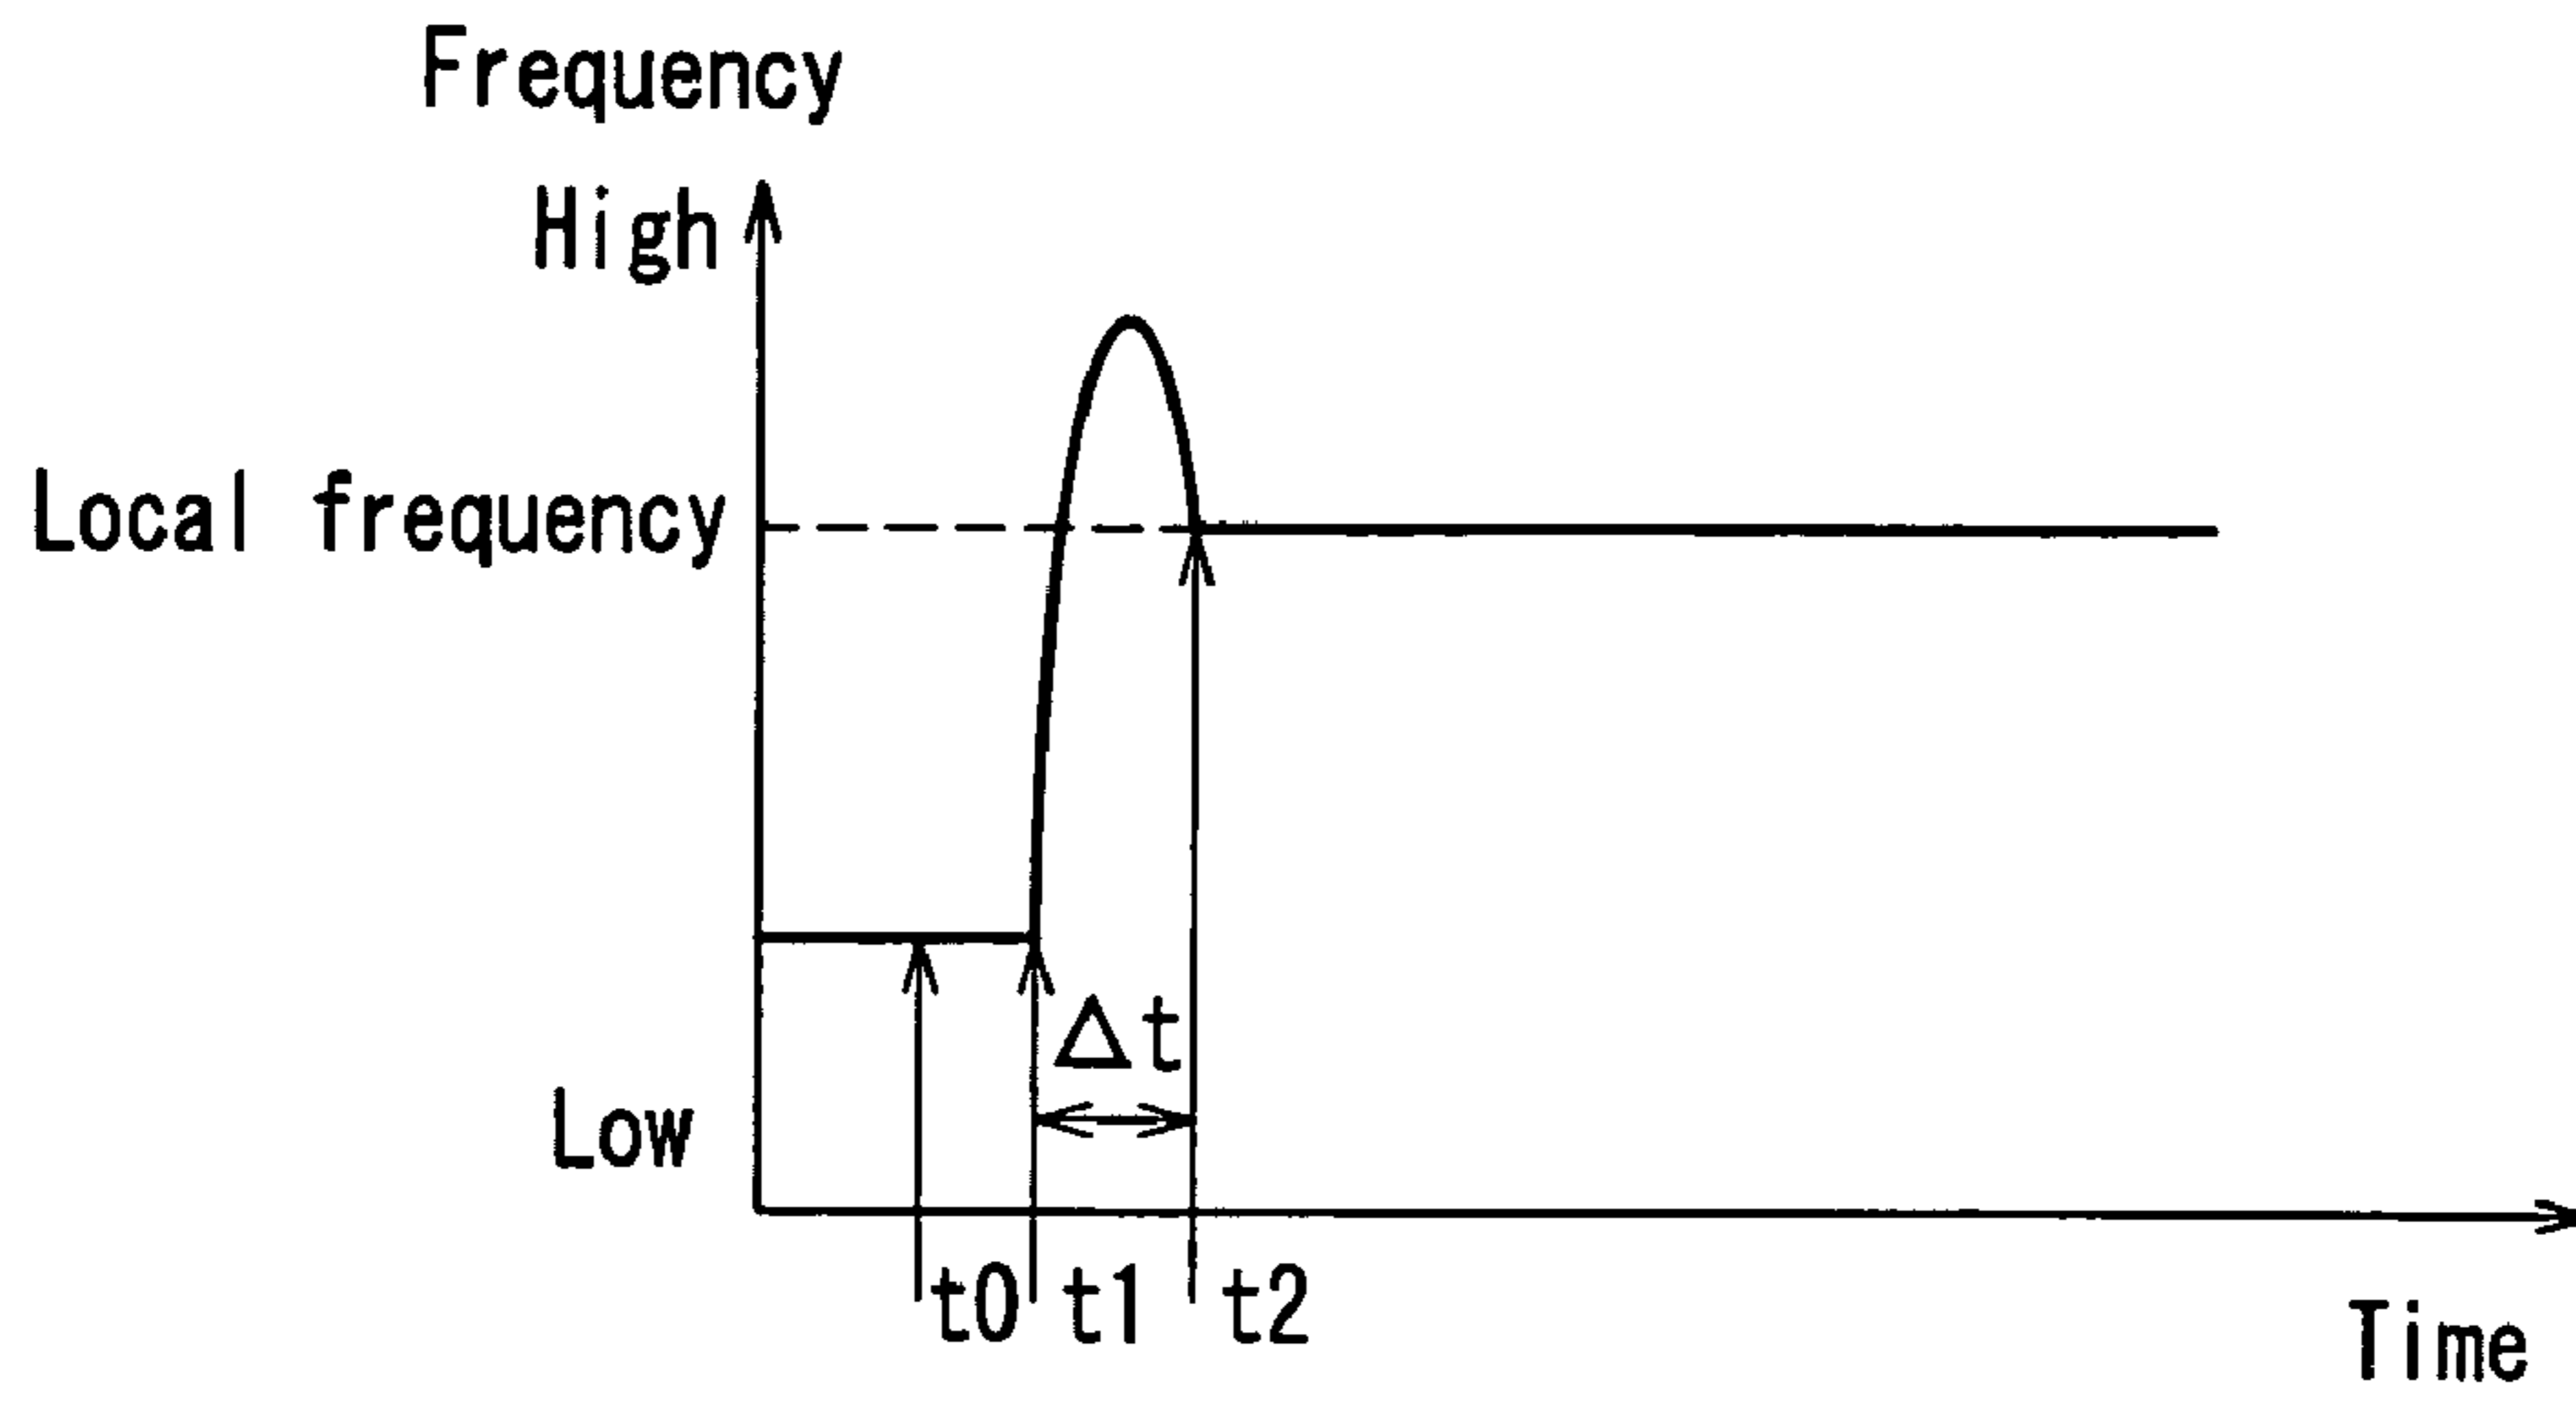 Frequency
High
Local frequency
Δt
Low
t0 t1 t2
Time